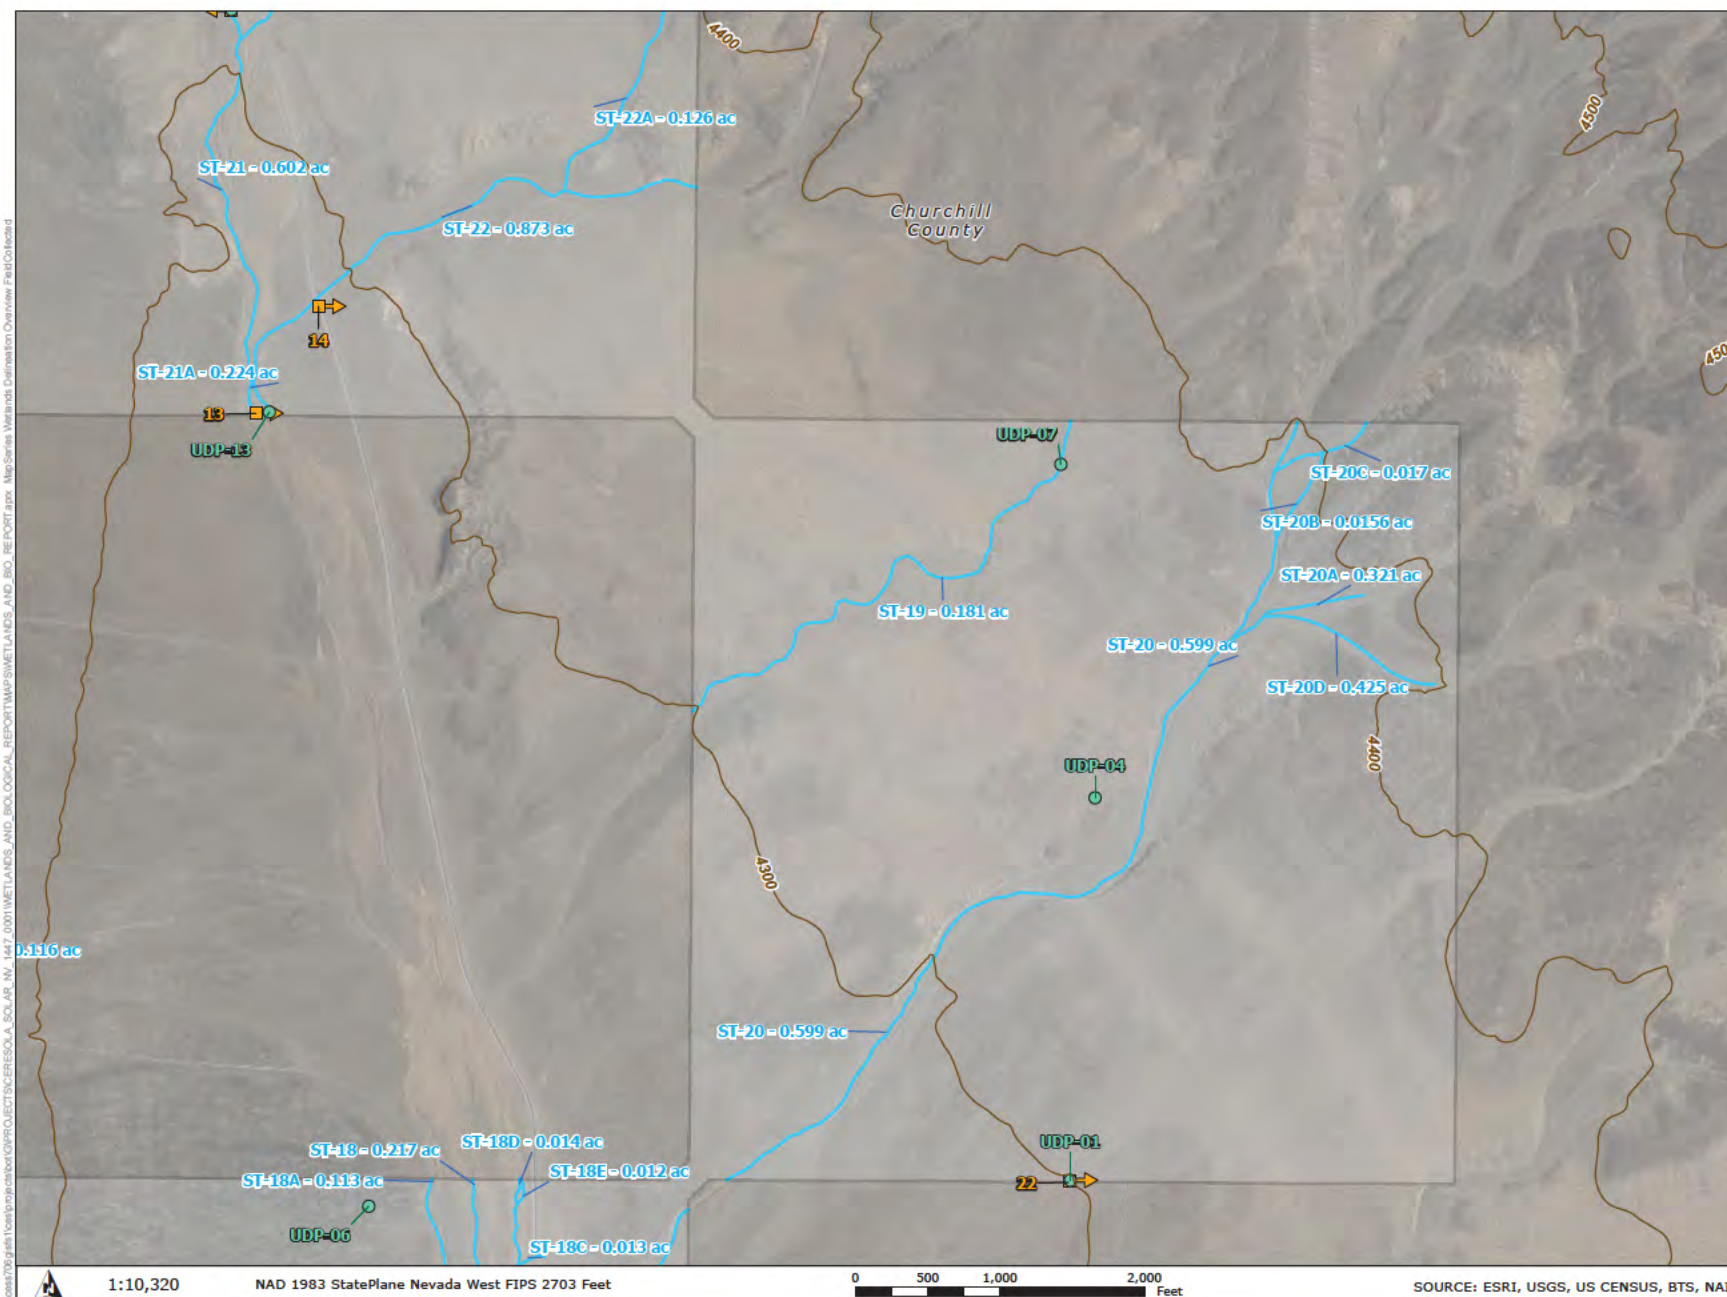 4400
4500
ST-22A - 0.126 ac
ST-21 - 0.602 ac
Churchill
County
ST-22 - 0.873 ac
14
450
ST-21A - 0.224 ac
13
UDP-13
UDP-07
ST-20C - 0.017 ac
ST-20B - 0.0156 ac
ST-20A - 0.321 ac
ST-19 - 0.181 ac
ST-20 - 0.599 ac
ST-20D - 0.425 ac
4400
UDP-04
4300
0.116 ac
ST-20 - 0.599 ac
ST-18D - 0.014 ac
UDP-01
ST-18 - 0.217 ac
ST-18E - 0.012 ac
ST-18A - 0.113 ac
22
UDP-06
ST-18C - 0.013 ac
1:10,320
NAD 1983 StatePlane Nevada West FIPS 2703 Feet
0 500 1,000 2,000
Feet
SOURCE: ESRI, USGS, US CENSUS, BTS, NAI